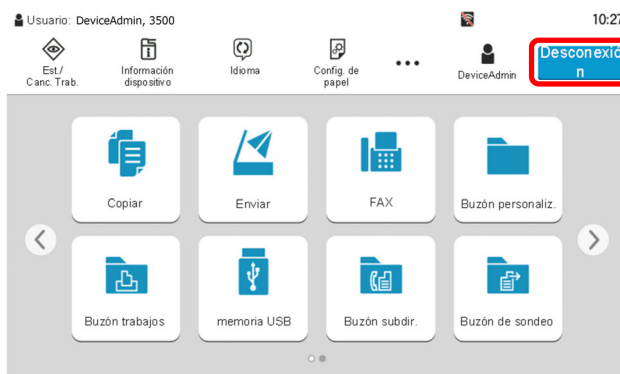 Usuario: DeviceAdmin, 3500
10:27
Est./
Canc. Trab.
Información
dispositivo
Idioma
Config. de
papel
DeviceAdmin
Desconexió
n
Copiar
Enviar
FAX
Buzón personaliz.
Buzón trabajos
memoria USB
Buzón subdir.
Buzón de sondeo